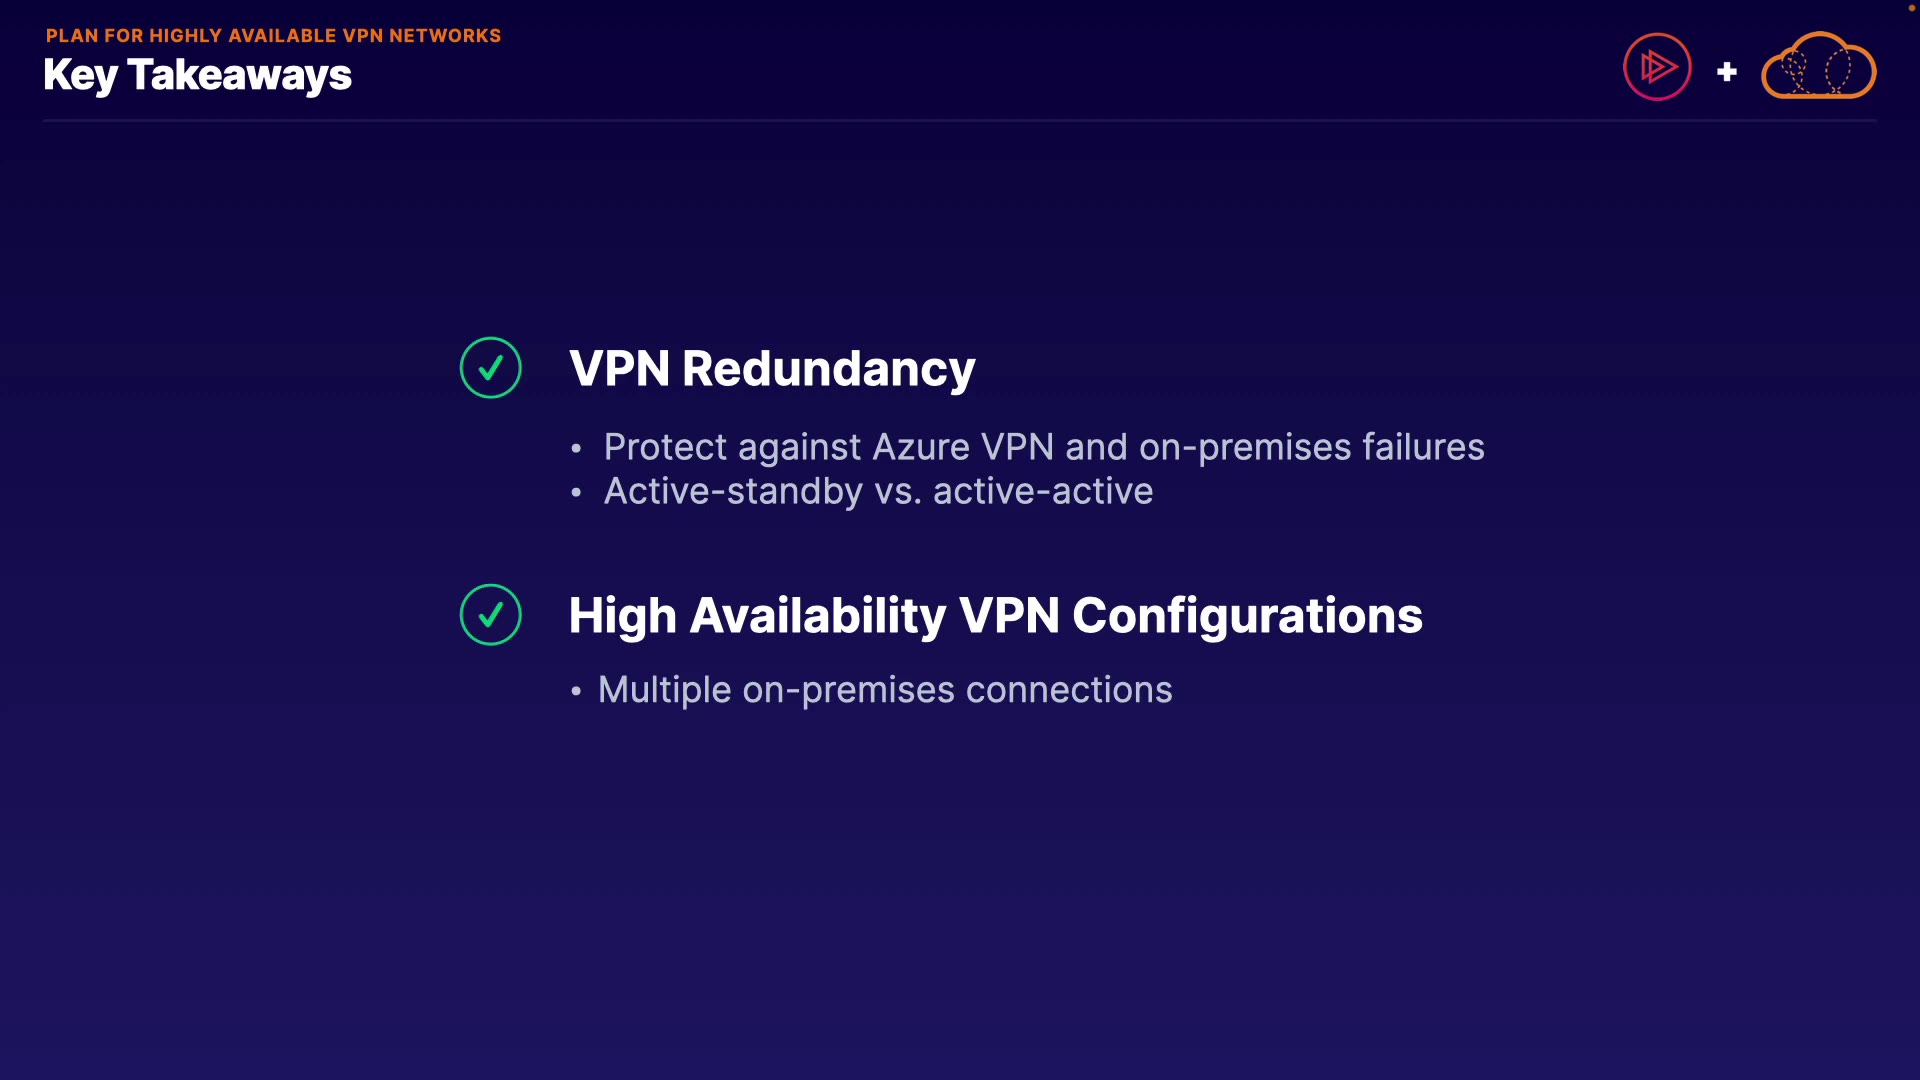 PLAN FOR HIGHLY AVAILABLE VPN NETWORKS
Key Takeaways
VPN Redundancy
• Protect against Azure VPN and on-premises failures
• Active-standby vs. active-active
High Availability VPN Configurations
• Multiple on-premises connections